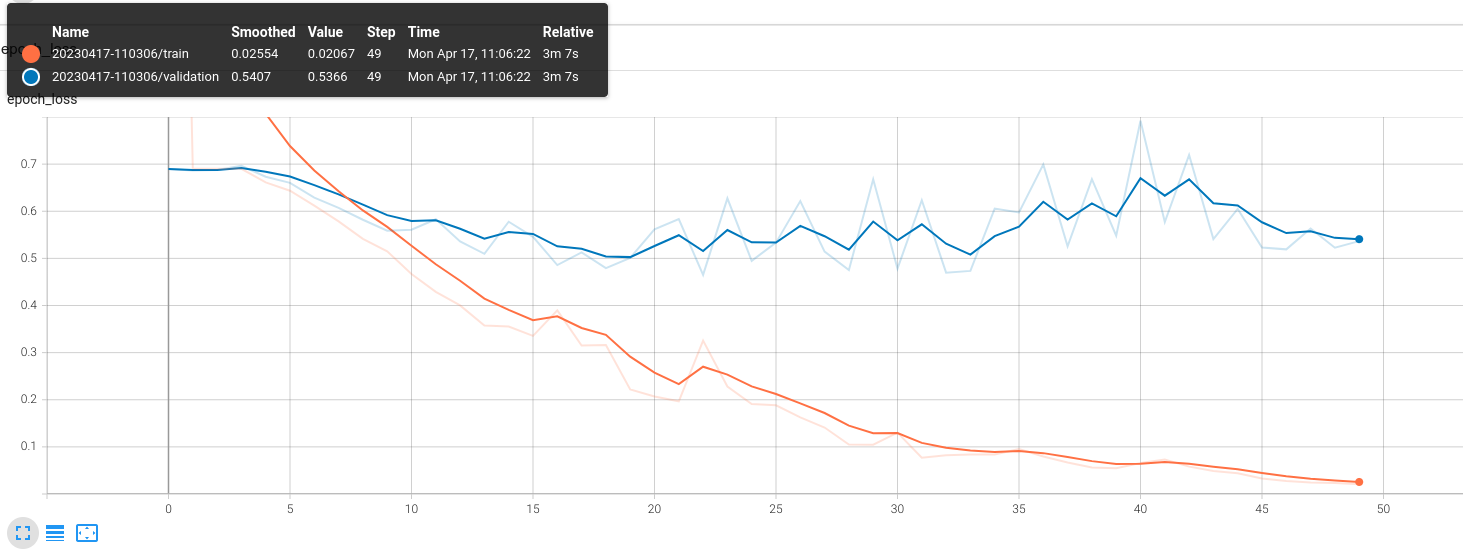 Name Smoothed Value Step Time Relative
epoch_loss
20230417-110306/train 0.02554 0.02067 49 Mon Apr 17, 11:06:22 3m 7s
20230417-110306/validation 0.5407 0.5366 49 Mon Apr 17, 11:06:22 3m 7s
epoch_loss
0.7
0.6
0.5
0.4
0.3
0.2
0.1
0 5 10 15 20 25 30 35 40 45 50